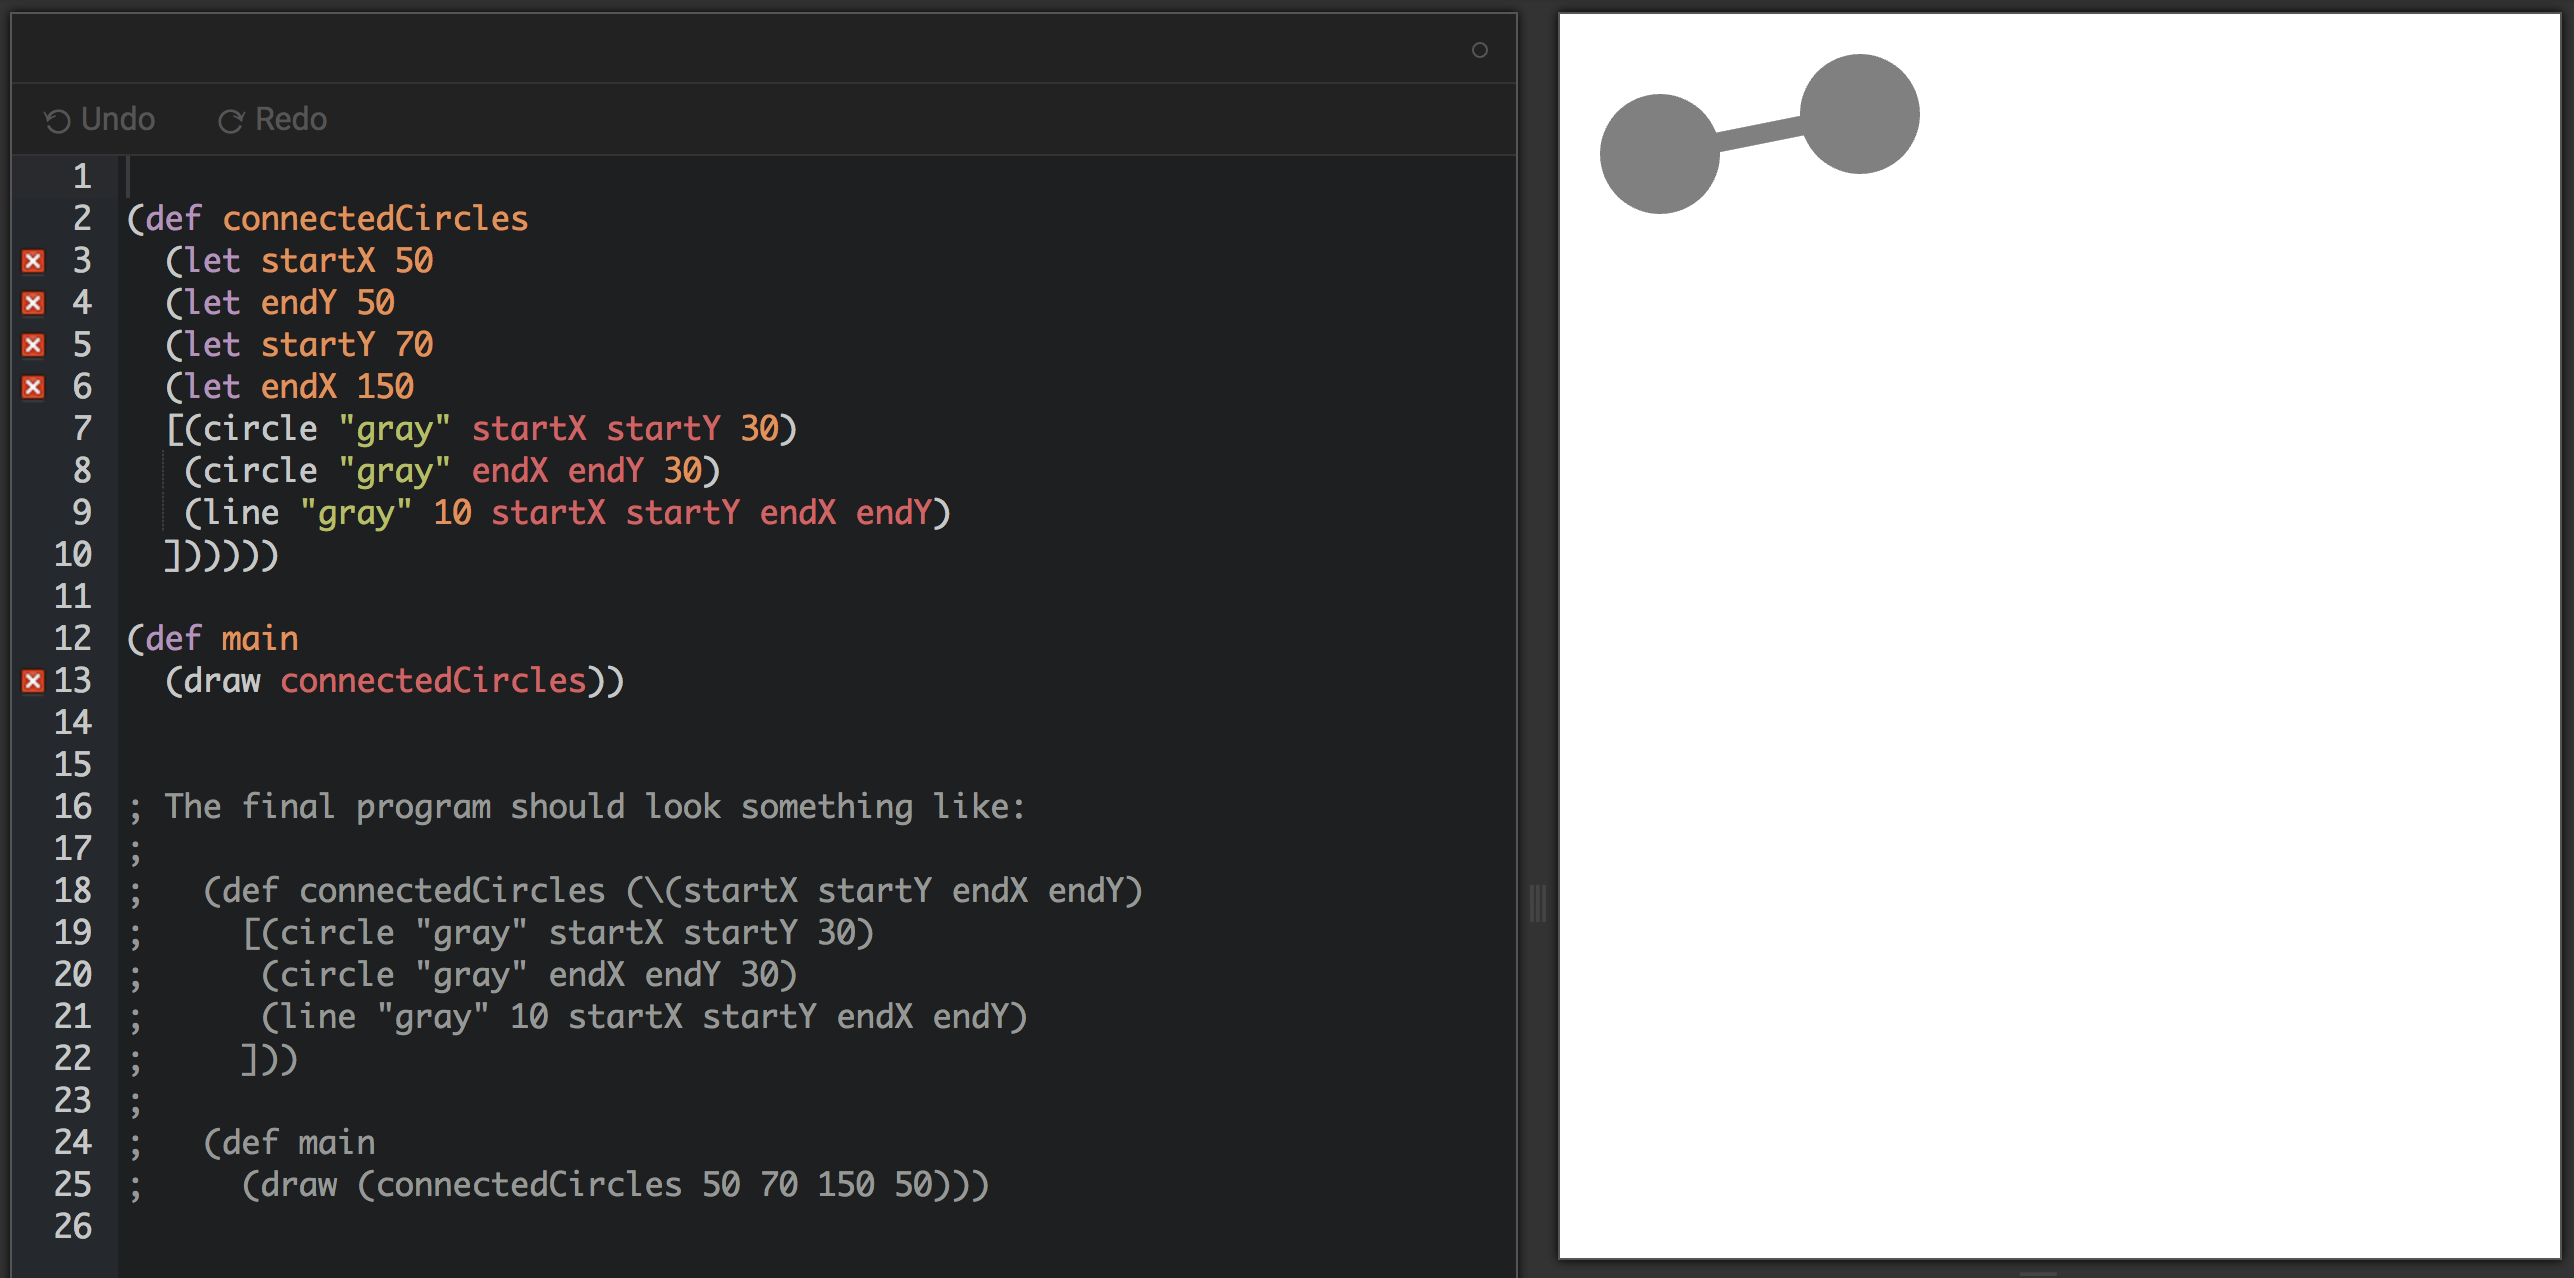 Undo Redo
1
2 (def connectedCircles
3   (let startX 50
4   (let endY 50
5   (let startY 70
6   (let endX 150
7   [(circle "gray" startX startY 30)
8    (circle "gray" endX endY 30)
9    (line "gray" 10 startX startY endX endY)
10   ])))))
11
12 (def main
13   (draw connectedCircles))
14
15
16 ; The final program should look something like:
17 ;
18 ;   (def connectedCircles (\(startX startY endX endY)
19 ;     [(circle "gray" startX startY 30)
20 ;      (circle "gray" endX endY 30)
21 ;      (line "gray" 10 startX startY endX endY)
22 ;     ]))
23 ;
24 ;   (def main
25 ;     (draw (connectedCircles 50 70 150 50)))
26